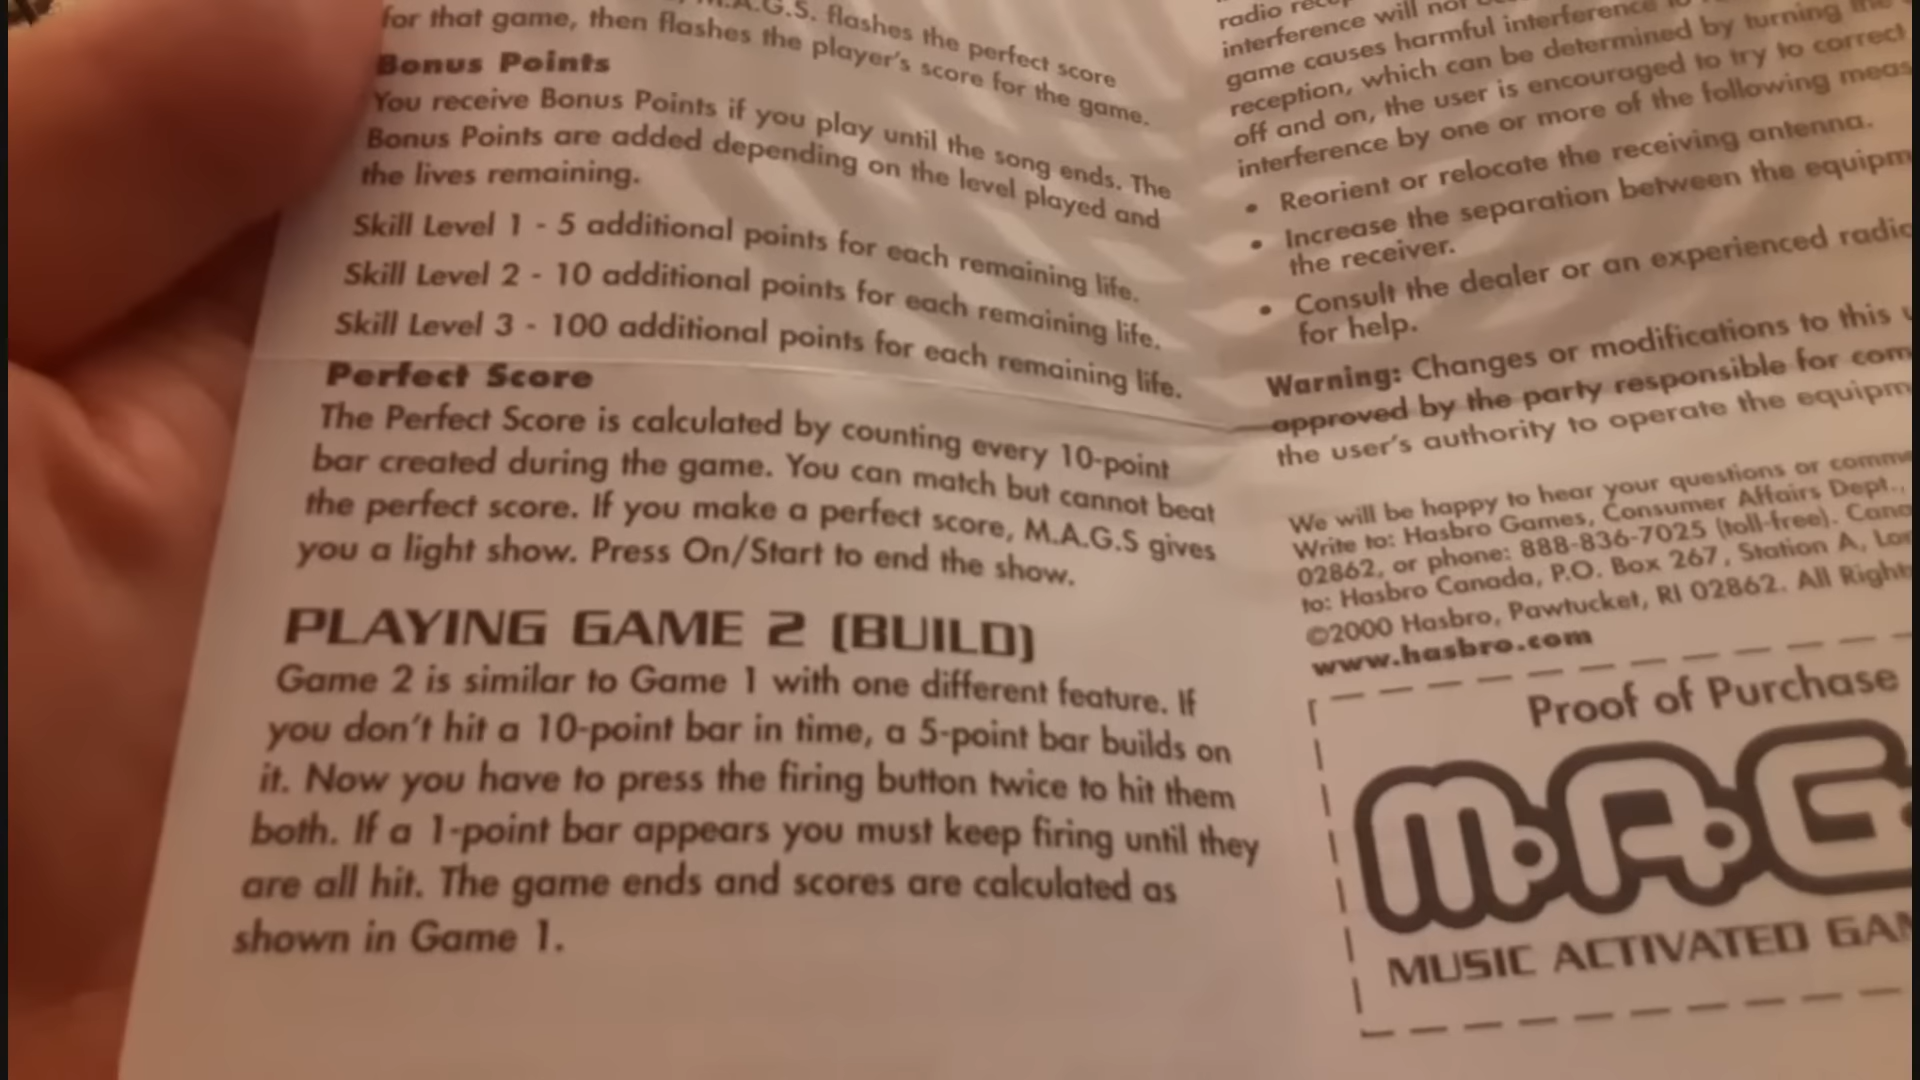 M.A.G.S. flashes the perfect score
for that game, then flashes the player's score for the game.
Bonus Points
You receive Bonus Points if you play until the song ends. The
Bonus Points are added depending on the level played and
the lives remaining.
Skill Level 1 - 5 additional points for each remaining life.
Skill Level 2 - 10 additional points for each remaining life.
Skill Level 3 - 100 additional points for each remaining life.
Perfect Score
The Perfect Score is calculated by counting every 10-point
bar created during the game. You can match but cannot beat
the perfect score. If you make a perfect score, M.A.G.S gives
you a light show. Press On/Start to end the show.
PLAYING GAME 2 (BUILD)
Game 2 is similar to Game 1 with one different feature. If
you don't hit a 10-point bar in time, a 5-point bar builds on
it. Now you have to press the firing button twice to hit them
both. If a 1-point bar appears you must keep firing until they
are all hit. The game ends and scores are calculated as
shown in Game 1.
radio
interference will not
game causes harmful interference
reception, which can be determined by turning the
off and on, the user is encouraged to try to correct
interference by one or more of the following
• Reorient or relocate the receiving antenna.
• Increase the separation between the
the receiver.
• Consult the dealer or an experienced
for help.
Warning: Changes or modifications to this
approved by the party responsible for
the user's authority to operate the
We will be happy to hear your questions or
Write to: Hasbro Games, Consumer Affairs Dept.,
02862, or phone: 888-836-7025 (toll-free).
to: Hasbro Canada, P.O. Box 267, Station A,
©2000 Hasbro, Pawtucket, RI 02862. All
www.hasbro.com
Proof of Purchase
M.A.G.
MUSIC ACTIVATED